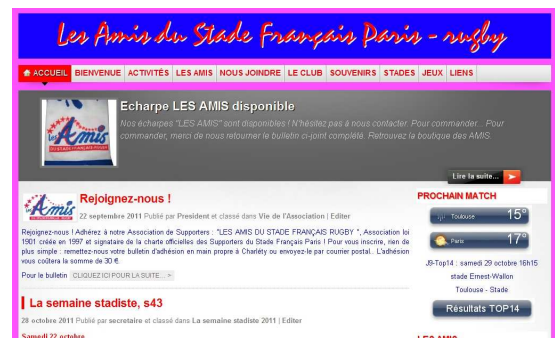 Les Amis du Stade Français Paris - rugby
ACCUEIL BIENVENUE ACTIVITÉS LES AMIS NOUS JOINDRE LE CLUB SOUVENIRS STADES JEUX LIENS
Echarpe LES AMIS disponible
Nos écharpes "LES AMIS" sont disponibles ! N'hésitez pas à nous contacter. Pour commander... Pour
commander, merci de nous retourner le bulletin ci-joint complété. Retrouvez la boutique des AMIS
Les Amis
Lire la suite...
Les Amis
Rejoignez-nous !
22 septembre 2011 Publié par President et classé dans Vie de l'Association | Editer
Rejoignez-nous ! Adhérez à notre Association de Supporters : "LES AMIS DU STADE FRANÇAIS RUGBY ", Association loi
1901 créée en 1997 et signataire de la charte officielles des Supporters du Stade Français Paris ! Pour vous inscrire, rien de
plus simple : remettez-nous votre bulletin d'adhésion en main propre à Charléty ou envoyez-le par courrier postal.. L'adhésion
vous coûtera la somme de 30 €.
Pour le bulletin CLIQUEZ ICI POUR LA SUITE... >
La semaine stadiste, s43
28 octobre 2011 Publié par secretaire et classé dans La semaine stadiste 2011 | Editer
Samedi 22 octobre
PROCHAIN MATCH
Toulouse 15°
Paris 17°
J9-Top14 : samedi 29 octobre 16h15
stade Ernest-Wallon
Toulouse - Stade
Résultats TOP14